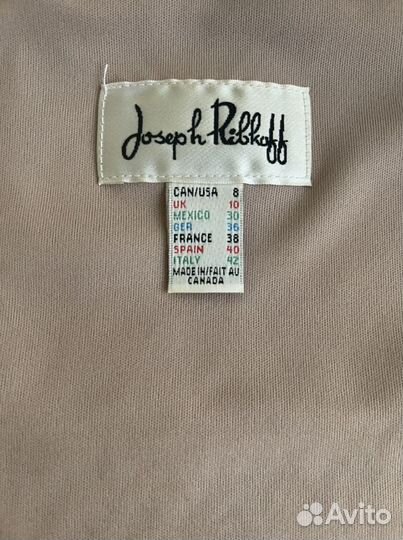 Joseph Ribkoff
CAN/USA 8
UK 10
MEXICO 30
GER 36
FRANCE 38
SPAIN 40
ITALY 42
MADE IN/FAIT AU
CANADA
Avito